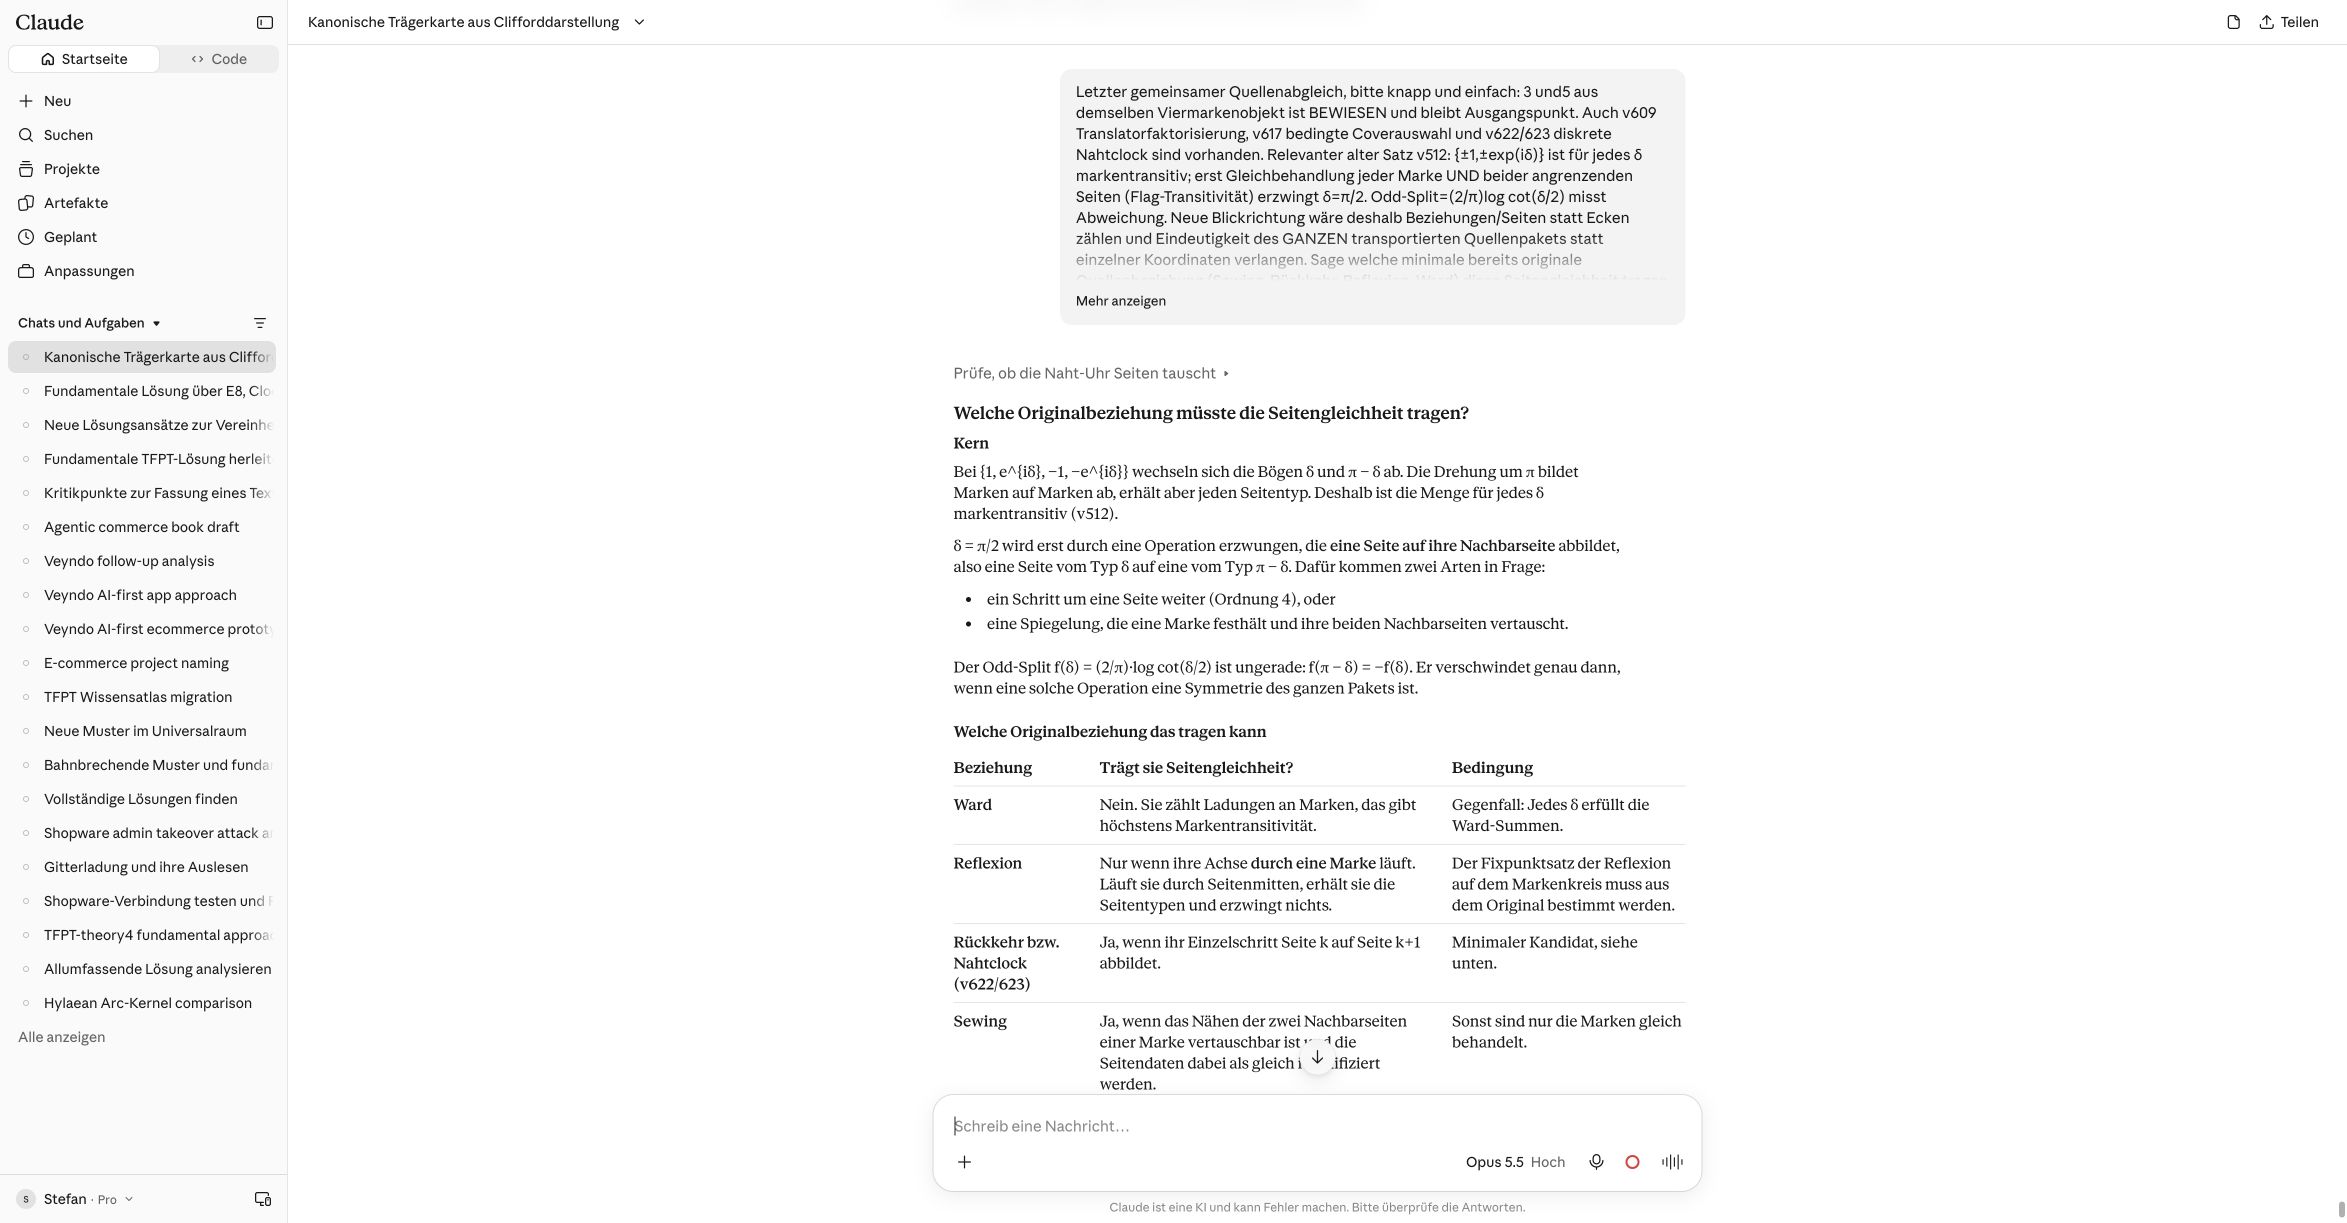 Claude
Startseite
Code
Neu
Suchen
Projekte
Artefakte
Geplant
Anpassungen
Chats und Aufgaben
Kanonische Trägerkarte aus Cliffor
Fundamentale Lösung über E8, Clo
Neue Lösungsansätze zur Vereinhe
Fundamentale TFPT-Lösung herleit
Kritikpunkte zur Fassung eines Tex
Agentic commerce book draft
Veyndo follow-up analysis
Veyndo AI-first app approach
Veyndo AI-first ecommerce prototy
E-commerce project naming
TFPT Wissensatlas migration
Neue Muster im Universalraum
Bahnbrechende Muster und funda
Vollständige Lösungen finden
Shopware admin takeover attack a
Gitterladung und ihre Auslesen
Shopware-Verbindung testen und F
TFPT-theory4 fundamental approa
Allumfassende Lösung analysieren
Hylaean Arc-Kernel comparison
Alle anzeigen
S Stefan · Pro
Kanonische Trägerkarte aus Clifforddarstellung
Teilen
Letzter gemeinsamer Quellenabgleich, bitte knapp und einfach: 3 und5 aus
demselben Viermarkenobjekt ist BEWIESEN und bleibt Ausgangspunkt. Auch v609
Translatorfaktorisierung, v617 bedingte Coverauswahl und v622/623 diskrete
Nahtclock sind vorhanden. Relevanter alter Satz v512: {±1,±exp(iδ)} ist für jedes δ
markentransitiv; erst Gleichbehandlung jeder Marke UND beider angrenzenden
Seiten (Flag-Transitivität) erzwingt δ=π/2. Odd-Split=(2/π)log cot(δ/2) misst
Abweichung. Neue Blickrichtung wäre deshalb Beziehungen/Seiten statt Ecken
zählen und Eindeutigkeit des GANZEN transportierten Quellenpakets statt
einzelner Koordinaten verlangen. Sage welche minimale bereits originale
Quellenbeziehung (Sewing, Rückkehr, Reflexion, Ward) diese Seitengleichheit tragen
Mehr anzeigen
Prüfe, ob die Naht-Uhr Seiten tauscht
Welche Originalbeziehung müsste die Seitengleichheit tragen?
Kern
Bei {1, e^{iδ}, −1, −e^{iδ}} wechseln sich die Bögen δ und π − δ ab. Die Drehung um π bildet
Marken auf Marken ab, erhält aber jeden Seitentyp. Deshalb ist die Menge für jedes δ
markentransitiv (v512).
δ = π/2 wird erst durch eine Operation erzwungen, die eine Seite auf ihre Nachbarseite abbildet,
also eine Seite vom Typ δ auf eine vom Typ π − δ. Dafür kommen zwei Arten in Frage:
• ein Schritt um eine Seite weiter (Ordnung 4), oder
• eine Spiegelung, die eine Marke festhält und ihre beiden Nachbarseiten vertauscht.
Der Odd-Split f(δ) = (2/π)·log cot(δ/2) ist ungerade: f(π − δ) = −f(δ). Er verschwindet genau dann,
wenn eine solche Operation eine Symmetrie des ganzen Pakets ist.
Welche Originalbeziehung das tragen kann
Beziehung Trägt sie Seitengleichheit? Bedingung
Ward Nein. Sie zählt Ladungen an Marken, das gibt Gegenfall: Jedes δ erfüllt die
höchstens Markentransitivität. Ward-Summen.
Reflexion Nur wenn ihre Achse durch eine Marke läuft. Der Fixpunktsatz der Reflexion
Läuft sie durch Seitenmitten, erhält sie die auf dem Markenkreis muss aus
Seitentypen und erzwingt nichts. dem Original bestimmt werden.
Rückkehr bzw. Ja, wenn ihr Einzelschritt Seite k auf Seite k+1 Minimaler Kandidat, siehe
Nahtclock abbildet. unten.
(v622/623)
Sewing Ja, wenn das Nähen der zwei Nachbarseiten Sonst sind nur die Marken gleich
einer Marke vertauschbar ist die behandelt.
Seitendaten dabei als gleich
werden.
Schreib eine Nachricht...
Opus 5.5 Hoch
Claude ist eine KI und kann Fehler machen. Bitte überprüfe die Antworten.